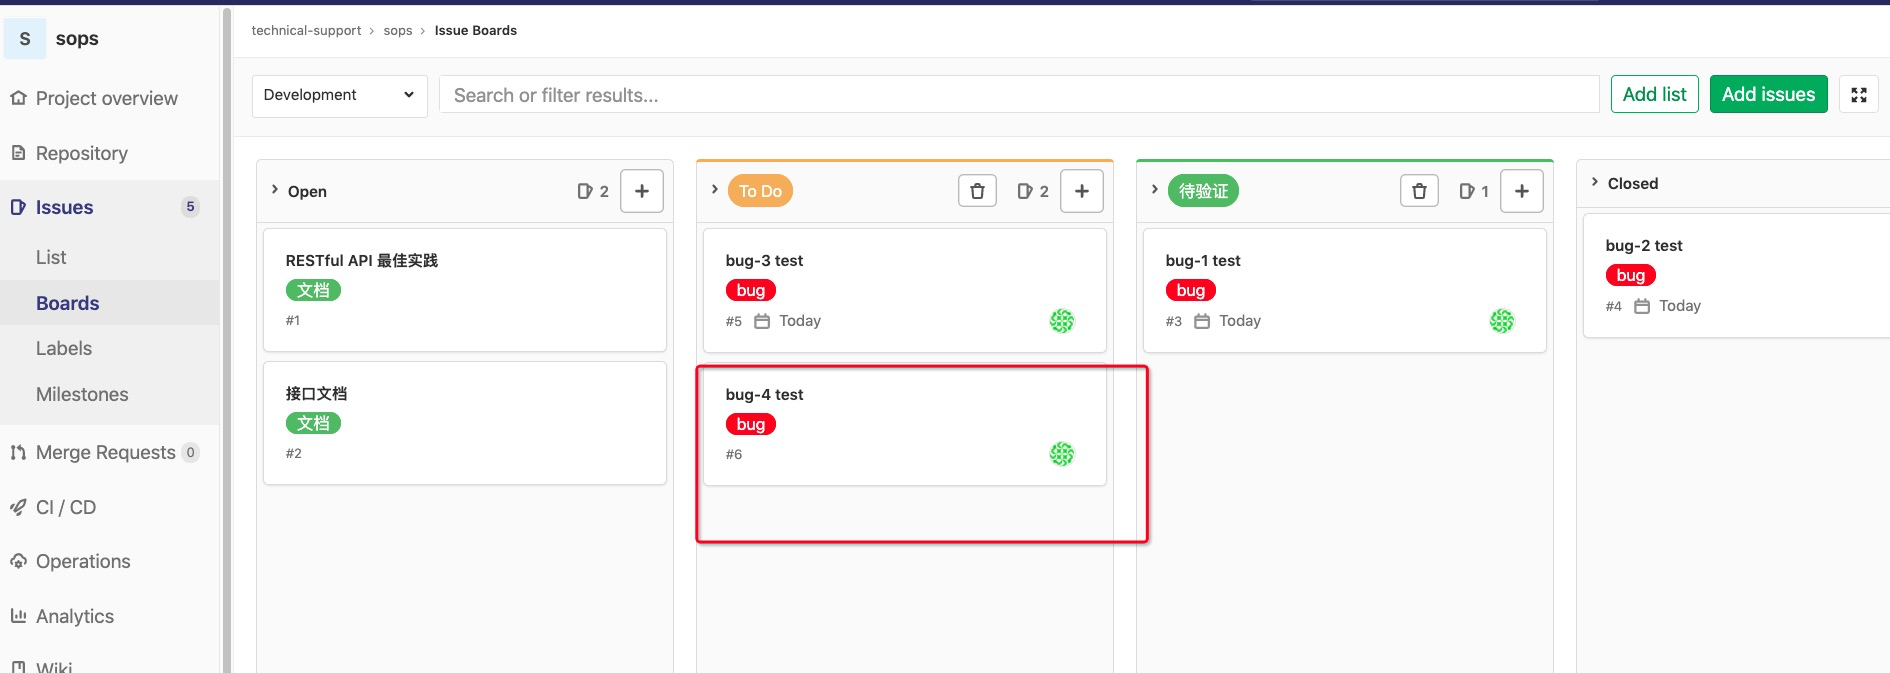 S sops
technical-support › sops › Issue Boards
Project overview
Repository
Issues 5
List
Boards
Labels
Milestones
Merge Requests 0
CI / CD
Operations
Analytics
Wiki
Development
Search or filter results...
Add list
Add issues
Open 2
RESTful API 最佳实践
文档
#1
接口文档
文档
#2
To Do 2
bug-3 test
bug
#5 Today
bug-4 test
bug
#6
待验证 1
bug-1 test
bug
#3 Today
Closed
bug-2 test
bug
#4 Today